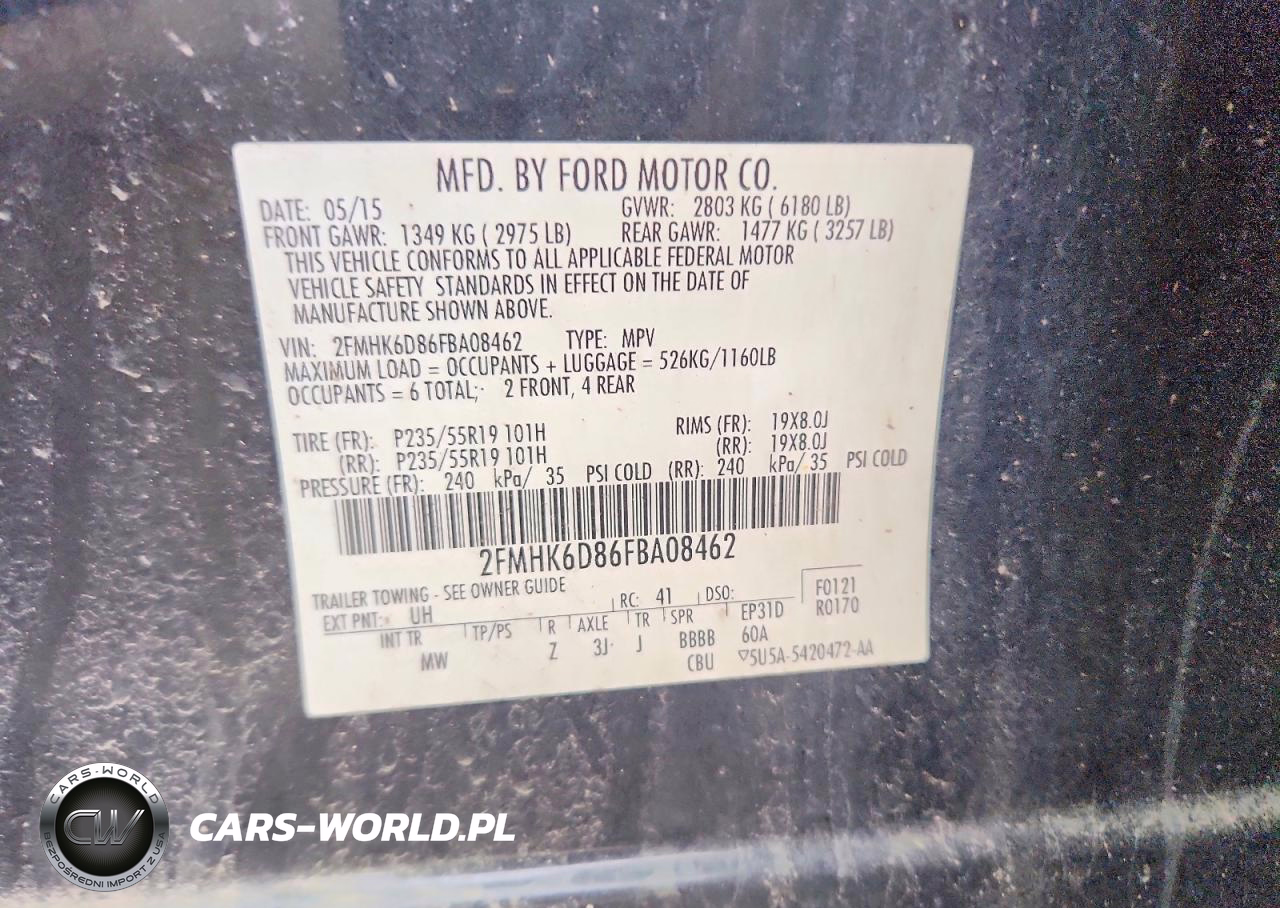 MFD. BY FORD MOTOR CO.
DATE: 05/15 GVWR: 2803 KG ( 6180 LB)
FRONT GAWR: 1349 KG ( 2975 LB) REAR GAWR: 1477 KG ( 3257 LB)
THIS VEHICLE CONFORMS TO ALL APPLICABLE FEDERAL MOTOR
VEHICLE SAFETY STANDARDS IN EFFECT ON THE DATE OF
MANUFACTURE SHOWN ABOVE.
VIN: 2FMHK6D86FBA08462 TYPE: MPV
MAXIMUM LOAD = OCCUPANTS + LUGGAGE = 526KG/1160LB
OCCUPANTS = 6 TOTAL; 2 FRONT, 4 REAR
TIRE (FR): P235/55R19 101H RIMS (FR): 19X8.0J
(RR): P235/55R19 101H (RR): 19X8.0J
PRESSURE (FR): 240 kPa/ 35 PSI COLD (RR): 240 kPa/ 35 PSI COLD
2FMHK6D86FBA08462
TRAILER TOWING - SEE OWNER GUIDE
EXT PNT: UH RC: 41 DSO: F0121
R0170
INT TR TP/PS R AXLE TR SPR EP31D
MW Z 3J J BBBB 60A
CBU ▽5U5A-5420472-AA
CARS-WORLD
CW
BEZPOŚREDNI IMPORT Z USA
CARS-WORLD.PL